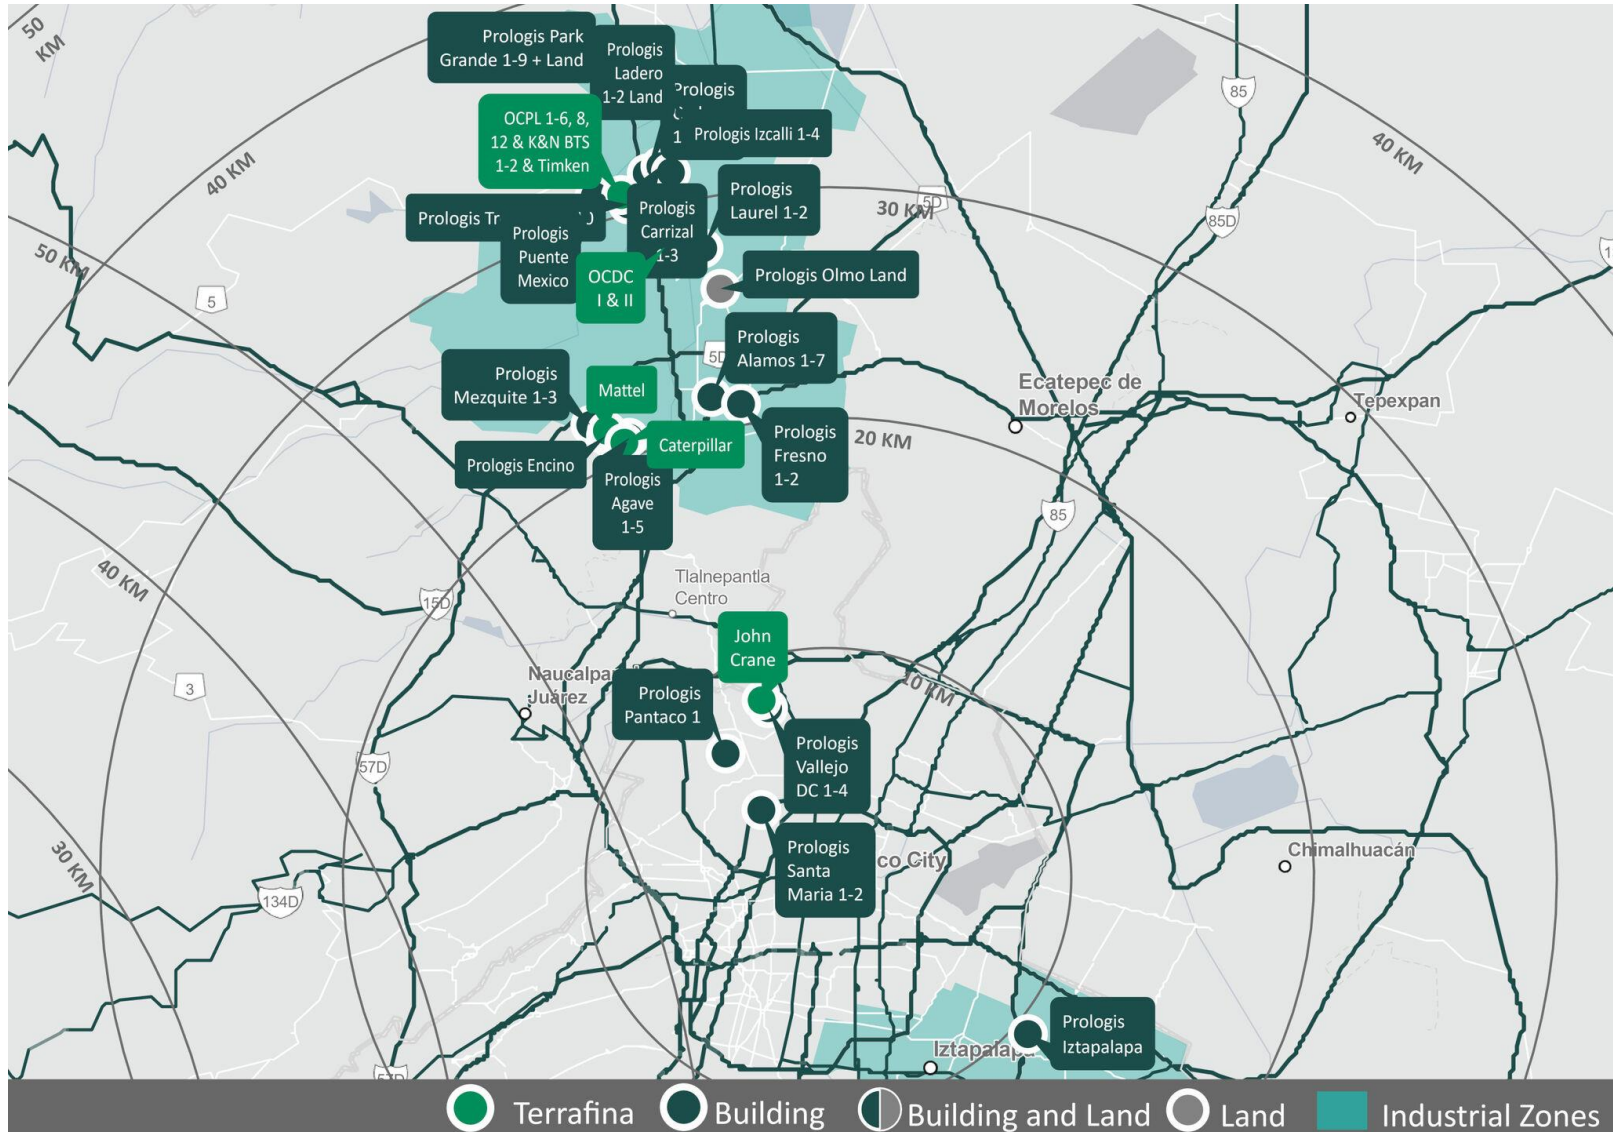 50
KM
Prologis Park
Grande 1-9 + Land
Prologis
Ladero
1-2 Land
Prologis
1
Prologis Izcalli 1-4
OCPL 1-6, 8,
12 & K&N BTS
1-2 & Timken
85
40 KM
40 KM
Prologis
Laurel 1-2
30 KM
5D
85D
Prologis
Carrizal
1-3
Prologis Tr
Prologis
Puente
Mexico
OCDC
I & II
50 KM
Prologis Olmo Land
5
Prologis
Alamos 1-7
5D
Prologis
Mezquite 1-3
Mattel
Ecatepec de
Morelos
Tepexpan
20 KM
Prologis
Fresno
1-2
Caterpillar
Prologis Encino
Prologis
Agave
1-5
85
40 KM
15D
Tlalnepantla
Centro
John
Crane
10 KM
3
Juárez
Prologis
Pantaco 1
57D
Prologis
Vallejo
DC 1-4
30 KM
Prologis
Santa
Maria 1-2
City
Chimalhuacán
134D
Prologis
Iztapalapa
Iztapalapa
57D
Terrafina
Building
Building and Land
Land
Industrial Zones